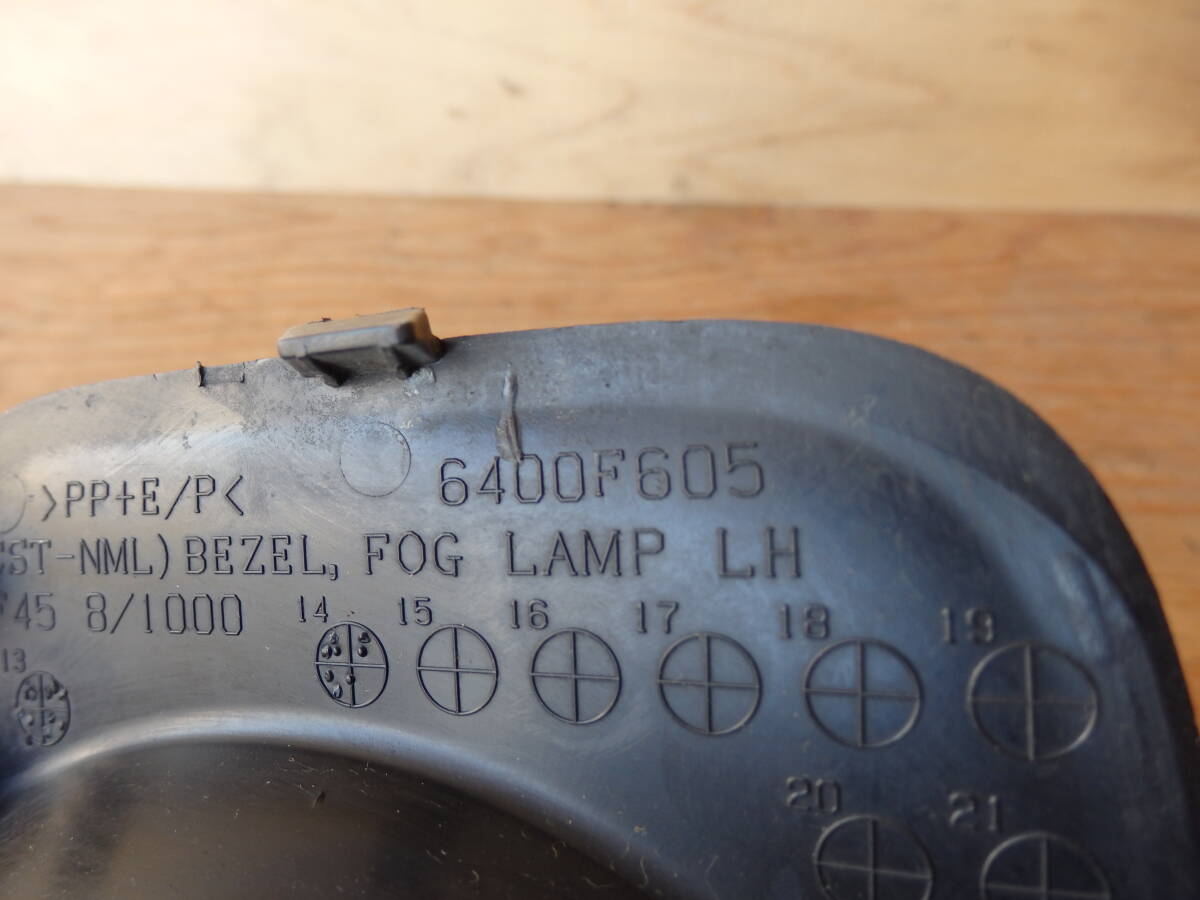 >PP+E/P<
6400F605
ST-NML) BEZEL, FOG LAMP LH
45 8/1000
14 15 16 17 18 19
13
20 21